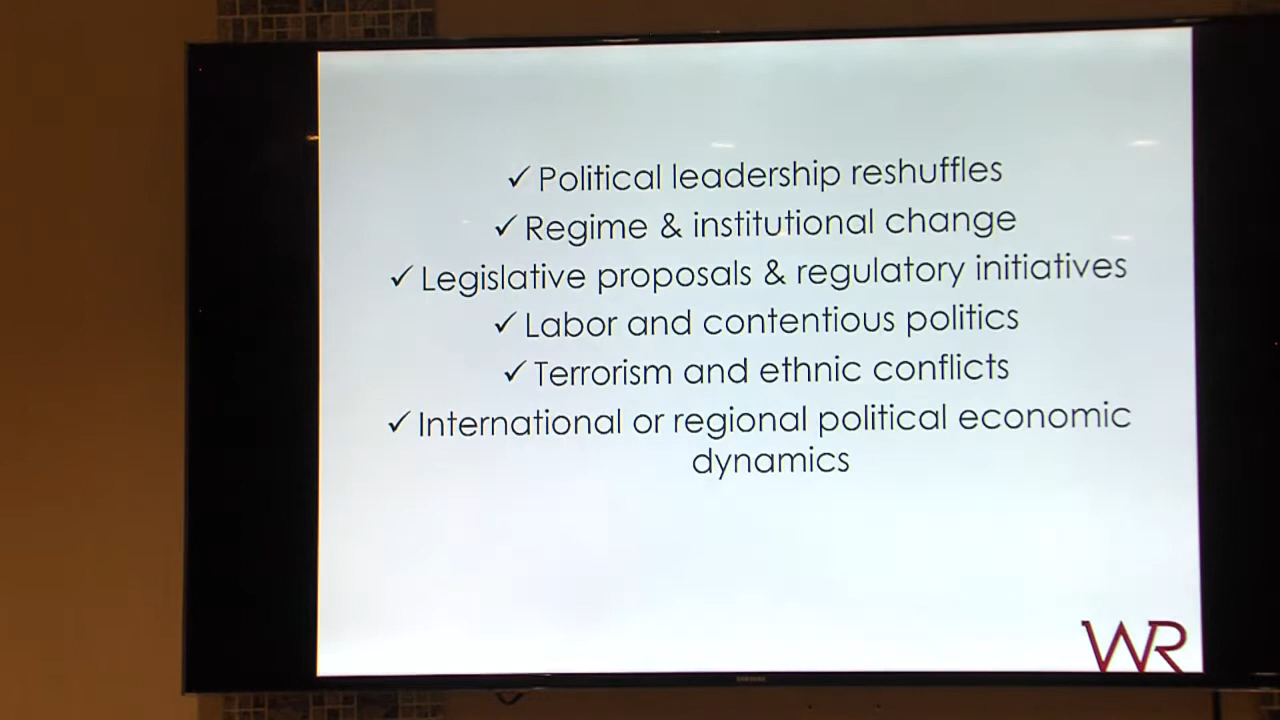 ✓ Political leadership reshuffles
✓ Regime & institutional change
✓ Legislative proposals & regulatory initiatives
✓ Labor and contentious politics
✓ Terrorism and ethnic conflicts
✓ International or regional political economic
dynamics
WR
SAMSUNG